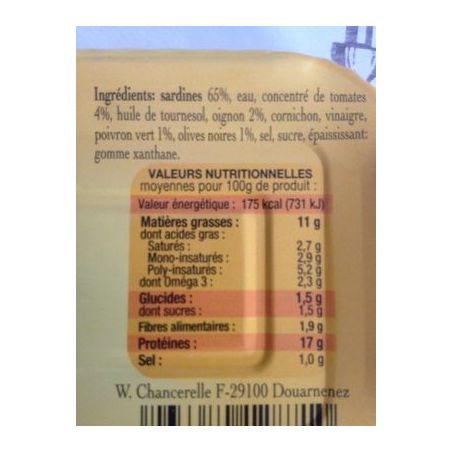 Ingrédients: sardines 65%, eau, concentré de tomates
4%, huile de tournesol, oignon 2%, cornichon, vinaigre,
poivron vert 1%, olives noires 1%, sel, sucre, épaississant:
gomme xanthane.
VALEURS NUTRITIONNELLES
moyennes pour 100g de produit :
Valeur énergétique : 175 kcal (731 kJ)
Matières grasses : 11 g
dont acides gras :
Saturés : 2,7 g
Mono-insaturés : 2,9 g
Poly-insaturés : 5,2 g
dont Oméga 3 : 2,3 g
Glucides : 1,5 g
dont sucres : 1,5 g
Fibres alimentaires : 1,9 g
Protéines : 17 g
Sel : 1,0 g
W. Chancerelle F-29100 Douarnenez